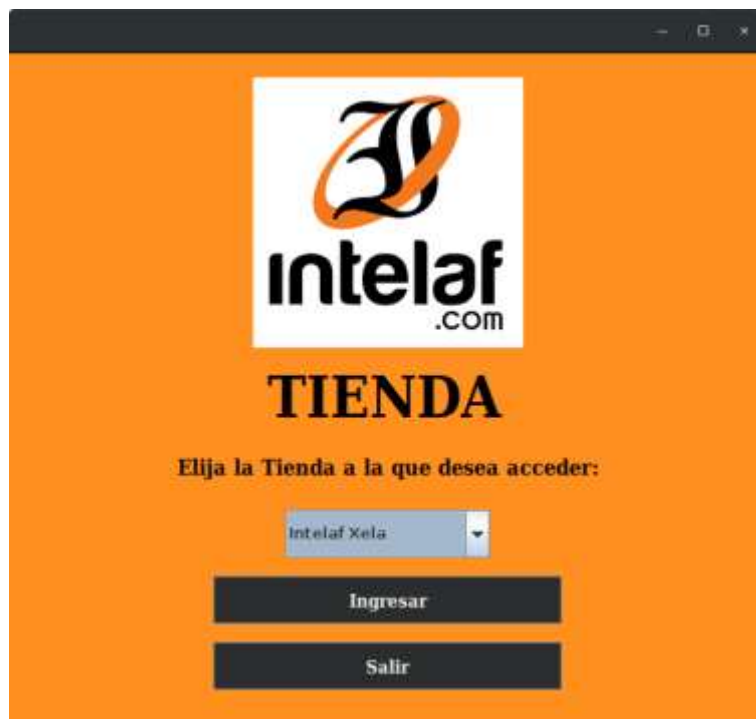 intelaf
.com
TIENDA
Elija la Tienda a la que desea acceder:
Intelaf Xela
Ingresar
Salir